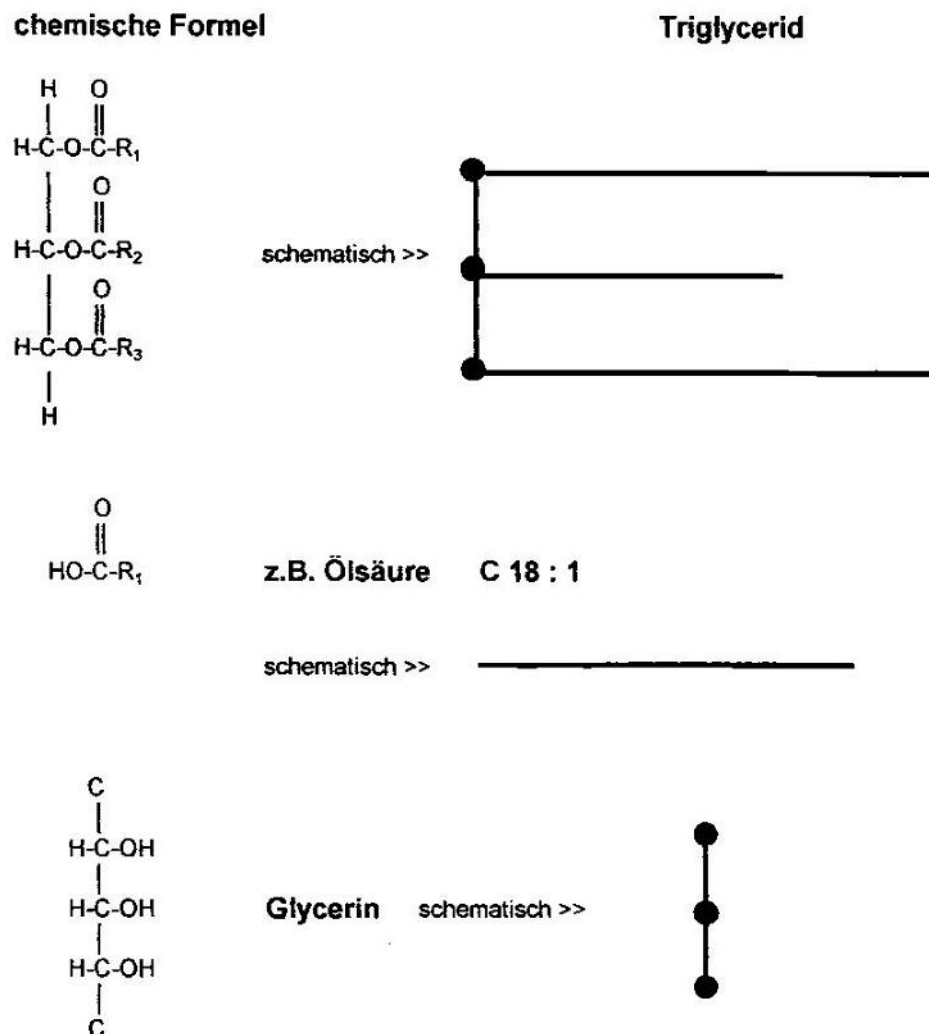 chemische Formel
Triglycerid
H O
H-C-O-C-R1
O
H-C-O-C-R2
O
H-C-O-C-R3
H
schematisch >>
O
HO-C-R1
z.B. Ölsäure C 18 : 1
schematisch >>
C
H-C-OH
H-C-OH
H-C-OH
C
Glycerin schematisch >>